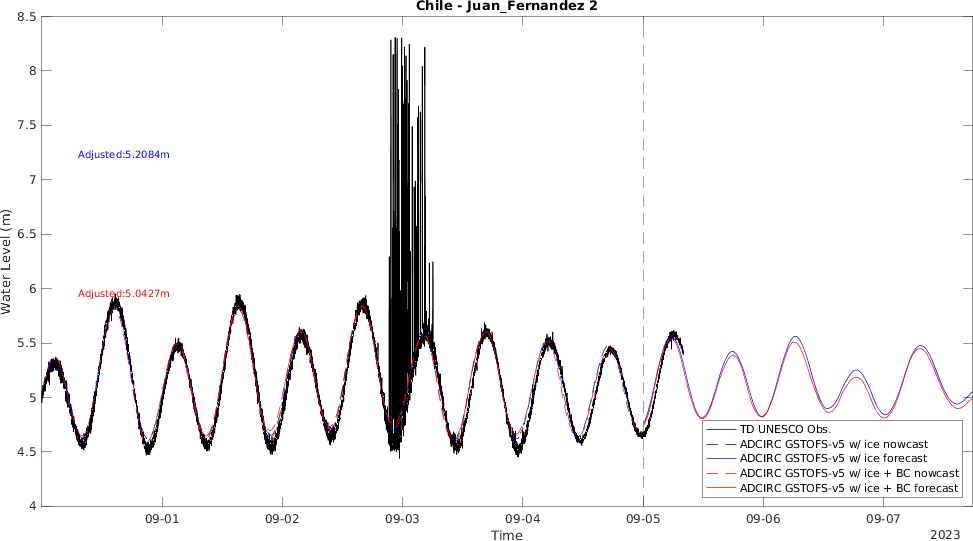 Chile - Juan_Fernandez 2
8.5
8
7.5
7
6.5
6
5.5
5
4.5
4
Water Level (m)
Adjusted:5.2084m
Adjusted:5.0427m
TD UNESCO Obs.
ADCIRC GSTOFS-v5 w/ ice nowcast
ADCIRC GSTOFS-v5 w/ ice forecast
ADCIRC GSTOFS-v5 w/ ice + BC nowcast
ADCIRC GSTOFS-v5 w/ ice + BC forecast
09-01 09-02 09-03 09-04 09-05 09-06 09-07
Time
2023